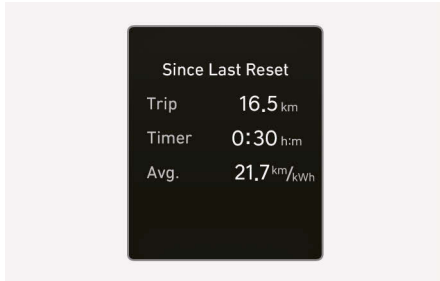 Since Last Reset
Trip 16.5 km
Timer 0:30 h:m
Avg. 21.7 km/kWh